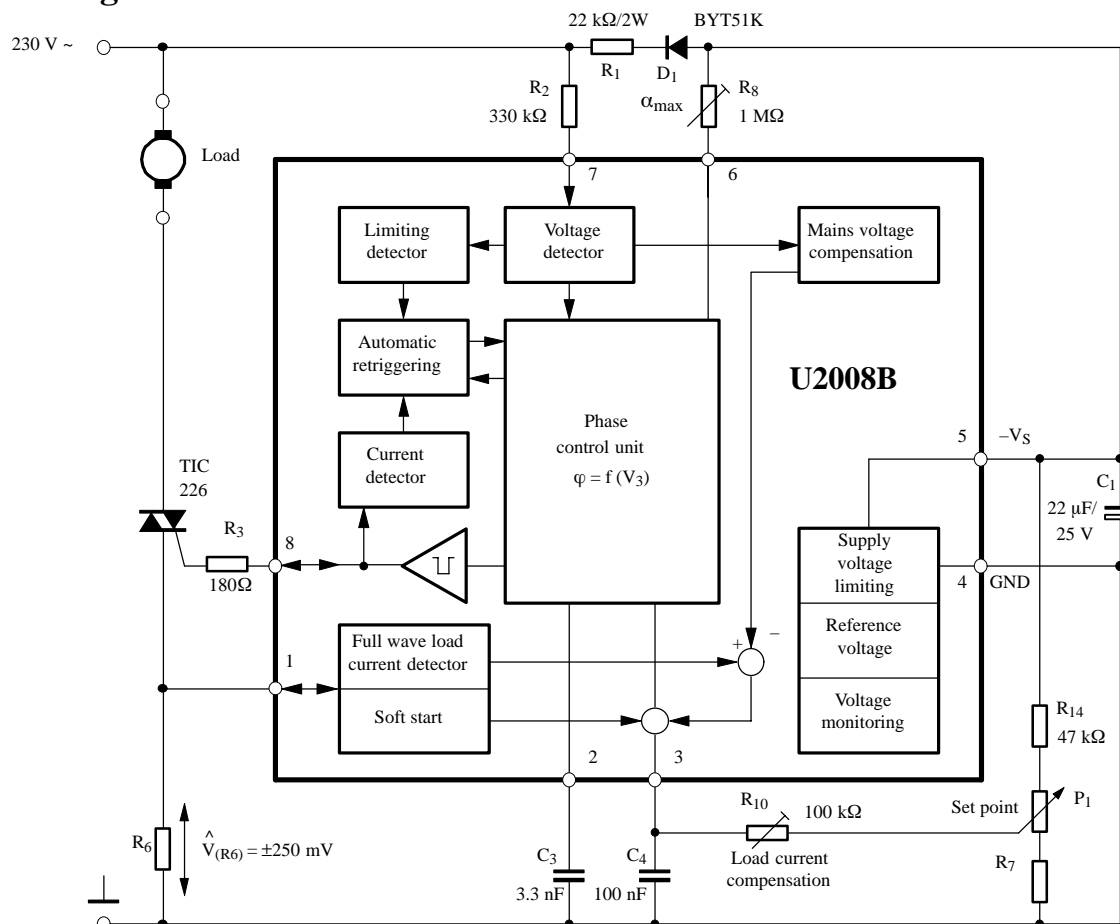 g
22 kΩ/2W
BYT51K
230 V ~
R1
D1
R2
330 kΩ
αmax
R8
1 MΩ
Load
7
6
Limiting
detector
Voltage
detector
Mains voltage
compensation
Automatic
retriggering
U2008B
Phase
control unit
φ = f (V3)
Current
detector
5
–VS
C1
22 μF/
25 V
TIC
226
R3
180Ω
8
Supply
voltage
limiting
4
GND
Full wave load
current detector
+
–
Reference
voltage
1
Soft start
Voltage
monitoring
R14
47 kΩ
2
3
R10
100 kΩ
Set point
P1
R6
^
V(R6) = ±250 mV
C3
3.3 nF
C4
100 nF
Load current
compensation
R7